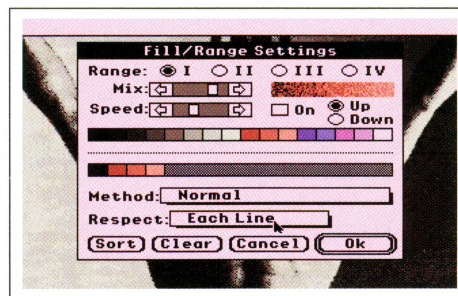 Fill/Range Settings
Range: I II III IV
Mix:
Speed: On Up
Down
Method: Normal
Respect: Each Line
Sort Clear Cancel Ok